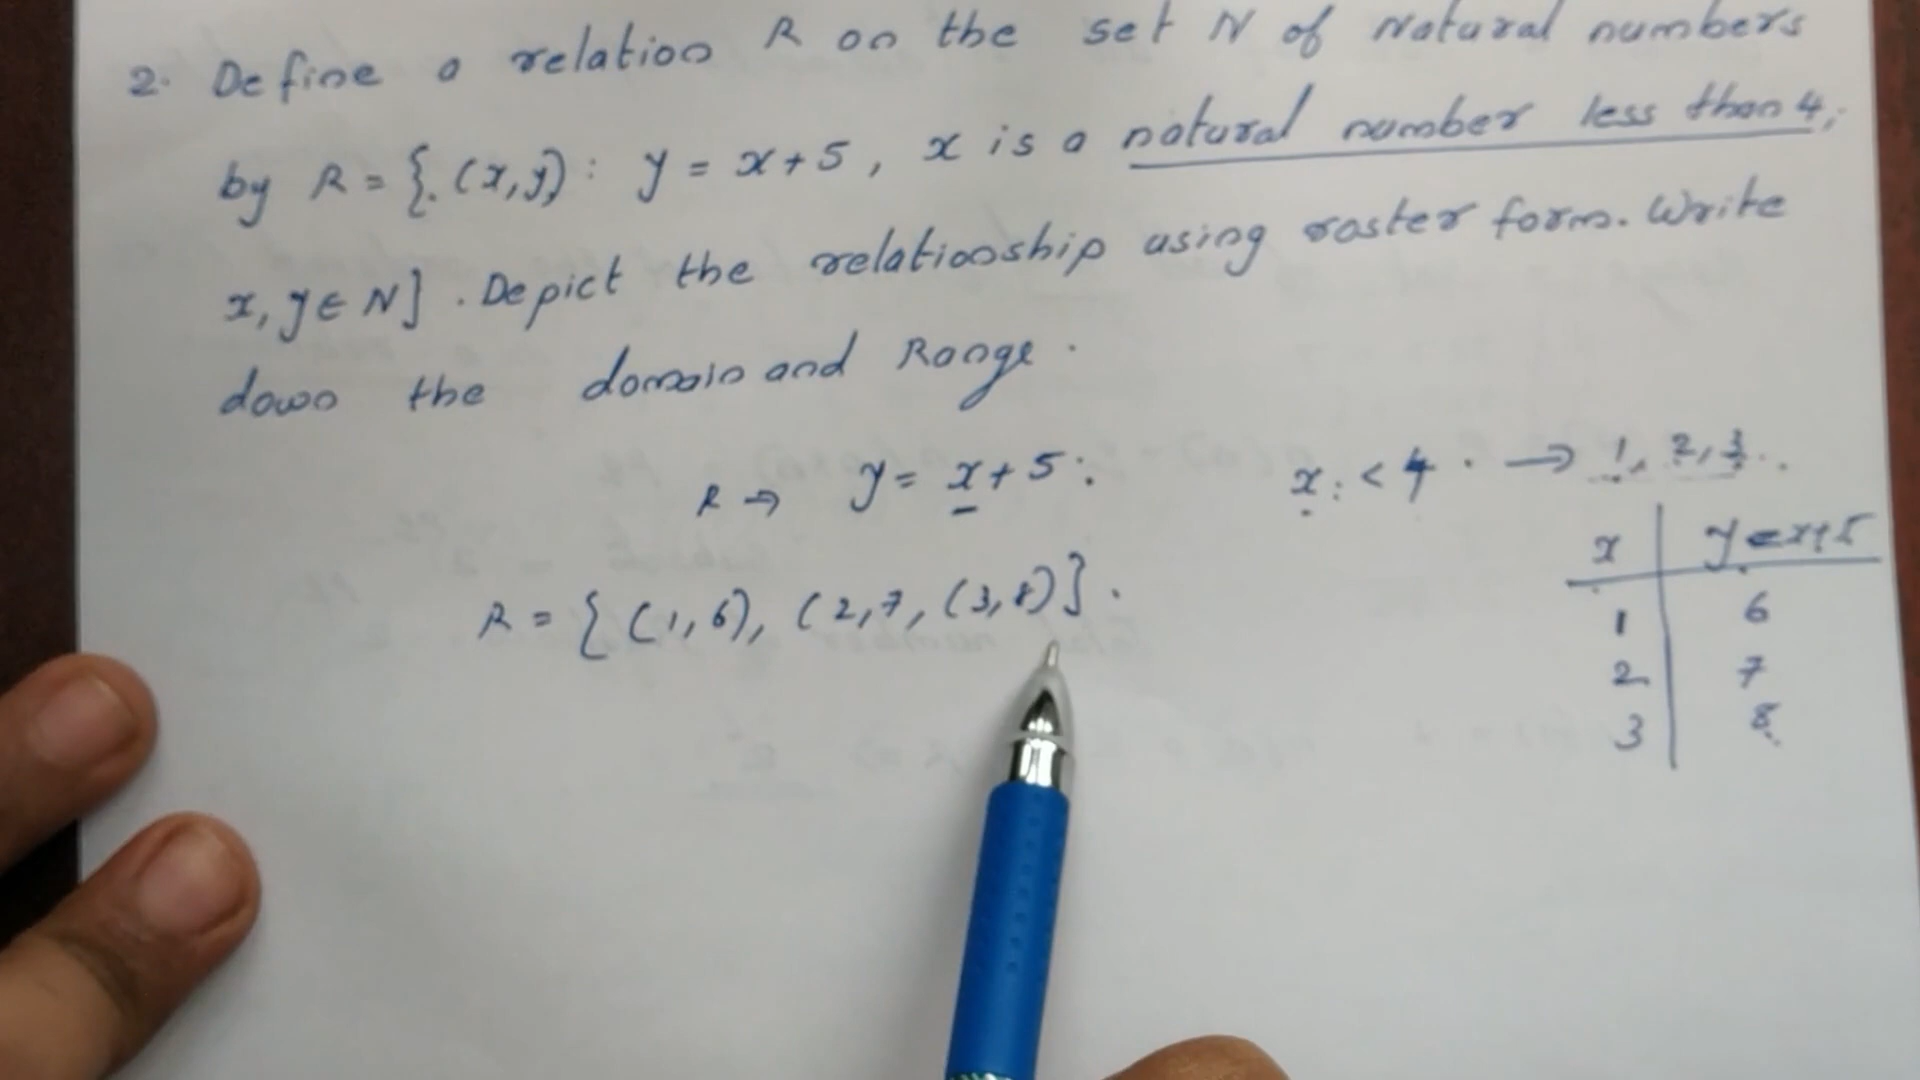 2. Define a relation R on the set N of Natural numbers
by R = {(x,y): y = x+5, x is a natural number less than 4;
x, y ∈ N}. Depict the relationship using roster form. Write
down the domain and Range.
R → y = x + 5: x < 4 → 1, 2, 3.
R = { (1,6), (2,7, (3,8)}.
x y = x+5
1 6
2 7
3 8